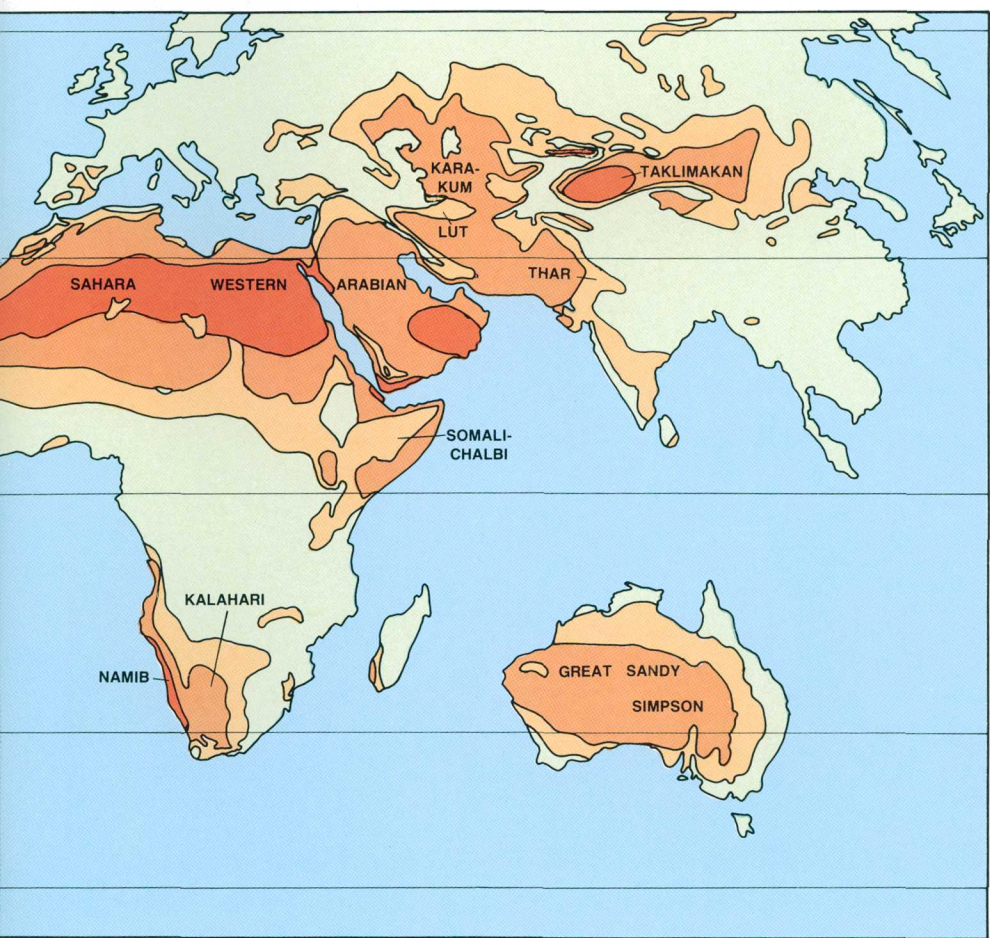 KARA-
KUM
TAKLIMAKAN
LUT
THAR
SAHARA
WESTERN
ARABIAN
SOMALI-
CHALBI
KALAHARI
NAMIB
GREAT SANDY
SIMPSON